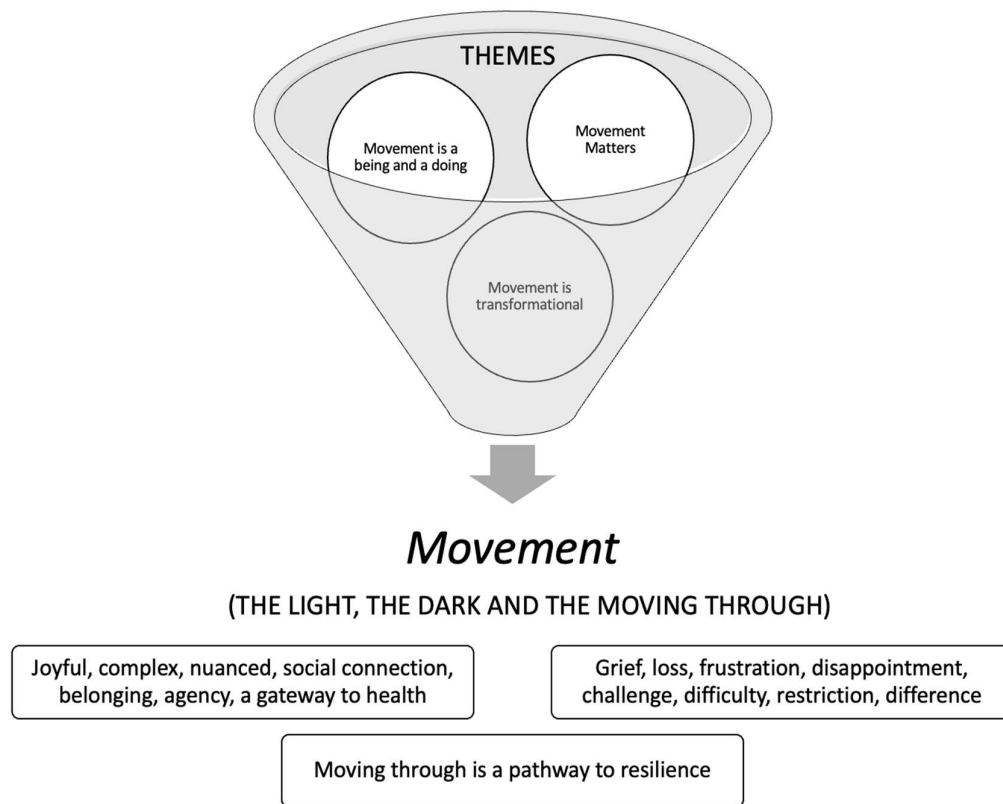 THEMES
Movement is a
being and a doing
Movement
Matters
Movement is
transformational
Movement
(THE LIGHT, THE DARK AND THE MOVING THROUGH)
Joyful, complex, nuanced, social connection,
belonging, agency, a gateway to health
Grief, loss, frustration, disappointment,
challenge, difficulty, restriction, difference
Moving through is a pathway to resilience